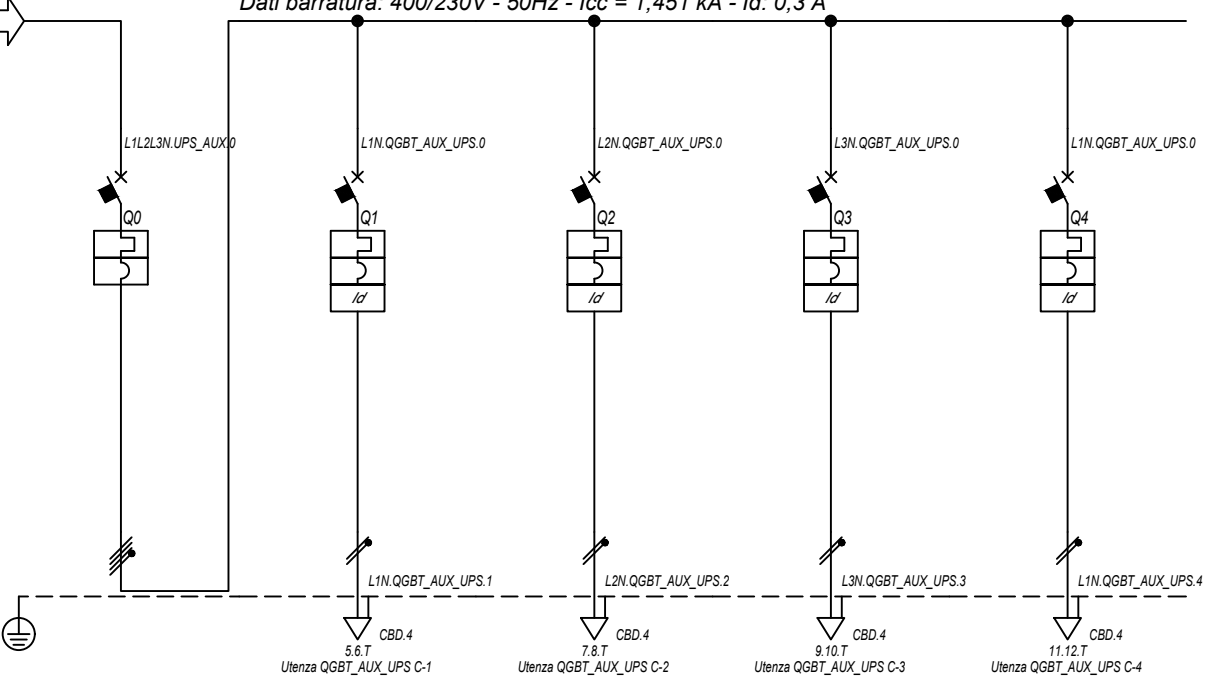 Dati barratura: 400/230V - 50Hz - Icc = 1,451 kA - Id: 0,3 A
L1L2L3N.UPS_AUX.0
L1N.QGBT_AUX_UPS.0
L2N.QGBT_AUX_UPS.0
L3N.QGBT_AUX_UPS.0
L1N.QGBT_AUX_UPS.0
Q0
Q1
Q2
Q3
Q4
Id
Id
Id
Id
L1N.QGBT_AUX_UPS.1
L2N.QGBT_AUX_UPS.2
L3N.QGBT_AUX_UPS.3
L1N.QGBT_AUX_UPS.4
CBD.4
CBD.4
CBD.4
CBD.4
5.6.T
7.8.T
9.10.T
11.12.T
Utenza QGBT_AUX_UPS C-1
Utenza QGBT_AUX_UPS C-2
Utenza QGBT_AUX_UPS C-3
Utenza QGBT_AUX_UPS C-4